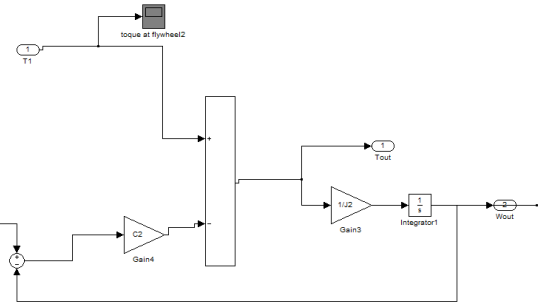 toque at flywheel2
1
T1
+
1
Tout
1/J2
Gain3
1
s
Integrator1
2
Wout
−
C2
Gain4
+
−